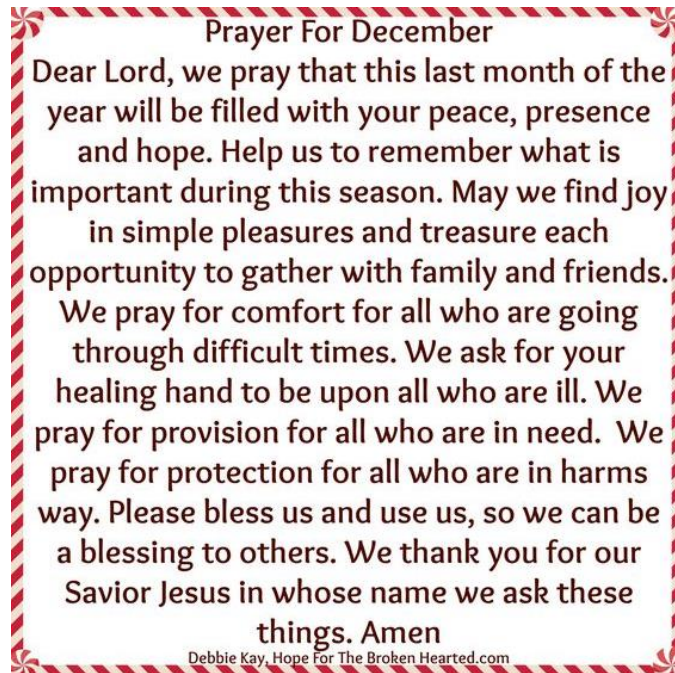 Prayer For December
Dear Lord, we pray that this last month of the
year will be filled with your peace, presence
and hope. Help us to remember what is
important during this season. May we find joy
in simple pleasures and treasure each
opportunity to gather with family and friends.
We pray for comfort for all who are going
through difficult times. We ask for your
healing hand to be upon all who are ill. We
pray for provision for all who are in need.  We
pray for protection for all who are in harms
way. Please bless us and use us, so we can be
a blessing to others. We thank you for our
Savior Jesus in whose name we ask these
things. Amen
Debbie Kay, Hope For The Broken Hearted.com